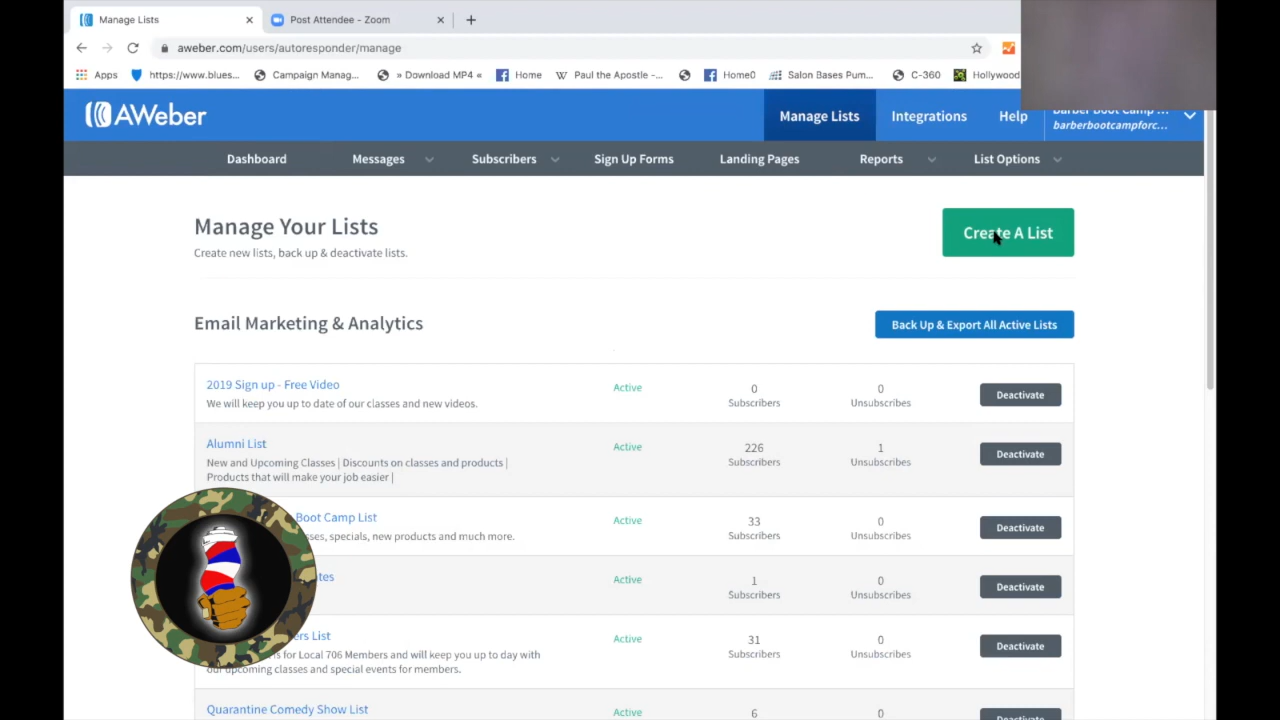 Manage Lists
Post Attendee - Zoom
aweber.com/users/autoresponder/manage
Apps https://www.blues... Campaign Manag... » Download MP4 « Home Paul the Apostle -... Home0 Salon Bases Pum... C-360 Hollywood
AWeber
Manage Lists Integrations Help
Barber Boot Camp ...
barberbootcampforc...
Dashboard Messages Subscribers Sign Up Forms Landing Pages Reports List Options
Manage Your Lists
Create A List
Create new lists, back up & deactivate lists.
Email Marketing & Analytics
Back Up & Export All Active Lists
2019 Sign up - Free Video Active 0 0 Deactivate
We will keep you up to date of our classes and new videos. Subscribers Unsubscribes
Alumni List Active 226 1 Deactivate
New and Upcoming Classes | Discounts on classes and products | Subscribers Unsubscribes
Products that will make your job easier |
Boot Camp List Active 33 0 Deactivate
specials, new products and much more. Subscribers Unsubscribes
Active 1 0 Deactivate
Subscribers Unsubscribes
List Active 31 0 Deactivate
for Local 706 Members and will keep you up to day with Subscribers Unsubscribes
our upcoming classes and special events for members.
Quarantine Comedy Show List Active 6 0 Deactivate